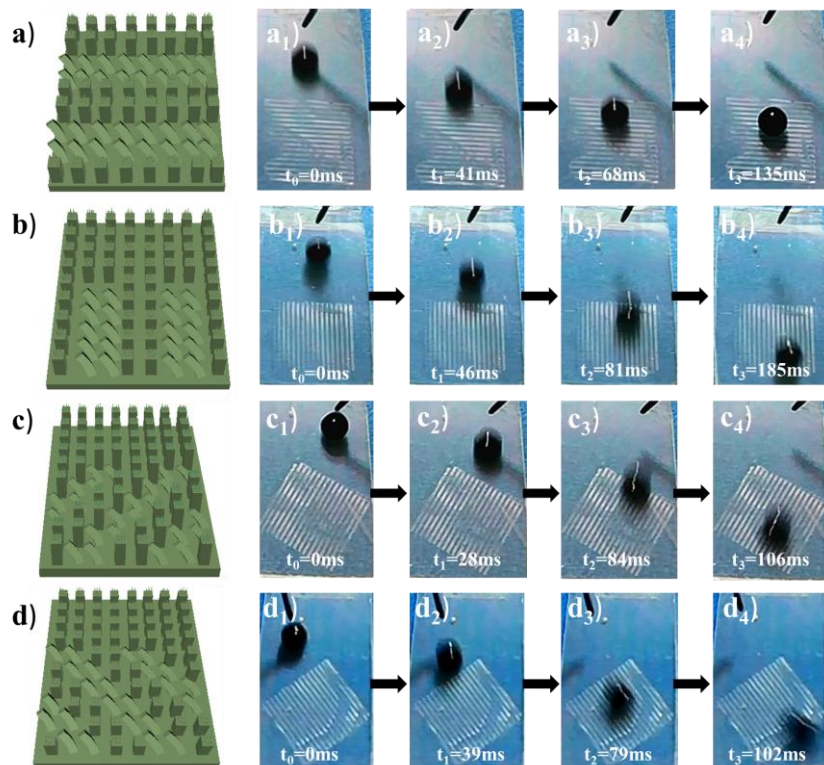 a)
a₁) a₂) a₃) a₄)
t₀=0ms t₁=41ms t₂=68ms t₃=135ms
b)
b₁) b₂) b₃) b₄)
t₀=0ms t₁=46ms t₂=81ms t₃=185ms
c)
c₁) c₂) c₃) c₄)
t₀=0ms t₁=28ms t₂=84ms t₃=106ms
d)
d₁) d₂) d₃) d₄)
t₀=0ms t₁=39ms t₂=79ms t₃=102ms